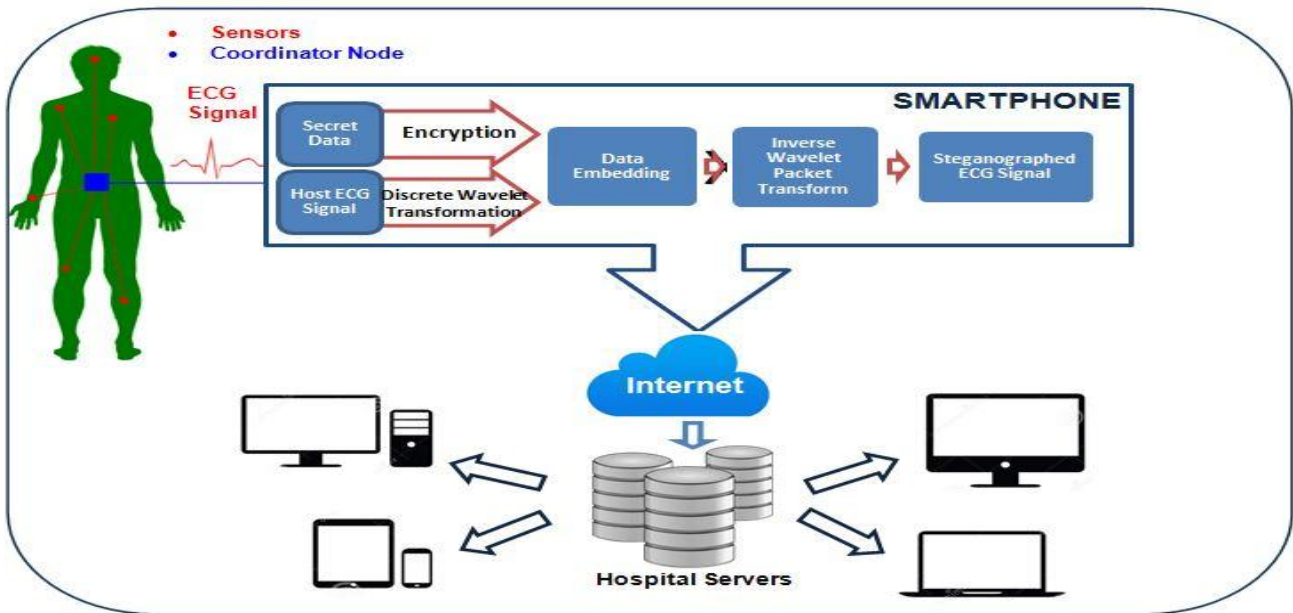 Sensors
Coordinator Node
ECG
Signal
SMARTPHONE
Secret
Data
Encryption
Host ECG
Signal
Discrete Wavelet
Transformation
Data
Embedding
Inverse
Wavelet
Packet
Transform
Steganographed
ECG Signal
Internet
Hospital Servers